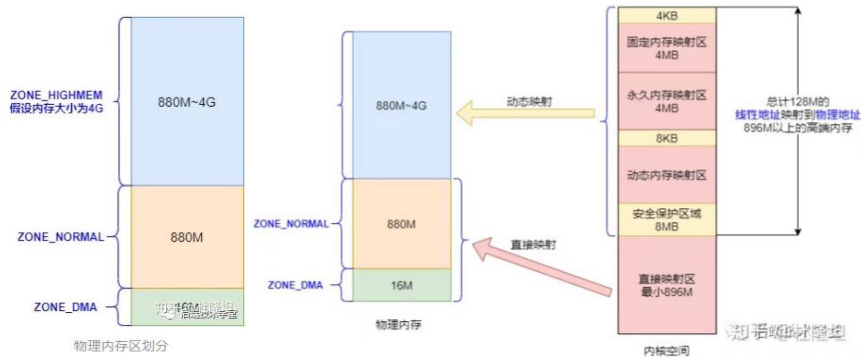 ZONE_HIGHMEM
假设内存大小为4G
880M~4G
ZONE_NORMAL
880M
ZONE_DMA
后端技术学堂
物理内存区划分
880M~4G
ZONE_NORMAL
880M
ZONE_DMA
16M
物理内存
动态映射
直接映射
4KB
固定内存映射区
4MB
永久内存映射区
4MB
8KB
动态内存映射区
安全保护区域
8MB
直接映射区
最小896M
内核空间
总计128M的
线性地址映射到物理地址
896M以上的高端内存